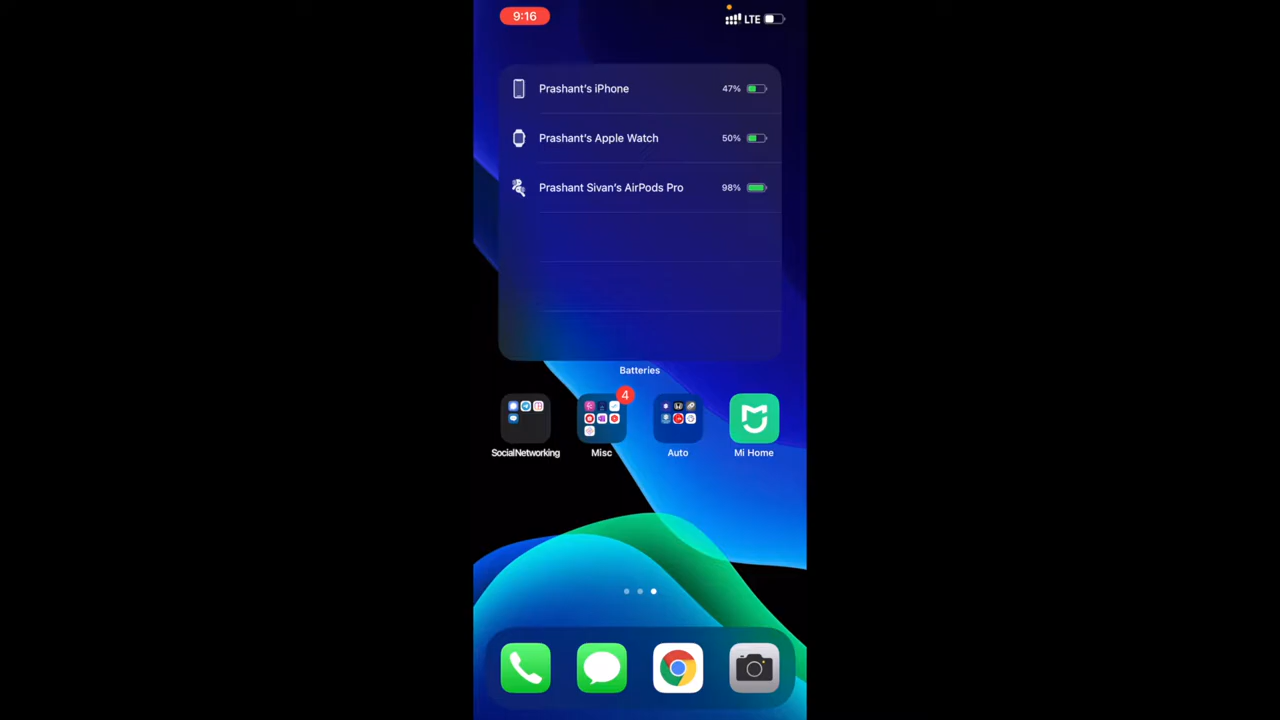 9:16
LTE
Prashant's iPhone 47%
Prashant's Apple Watch 50%
Prashant Sivan's AirPods Pro 98%
Batteries
4
SocialNetworking Misc Auto Mi Home